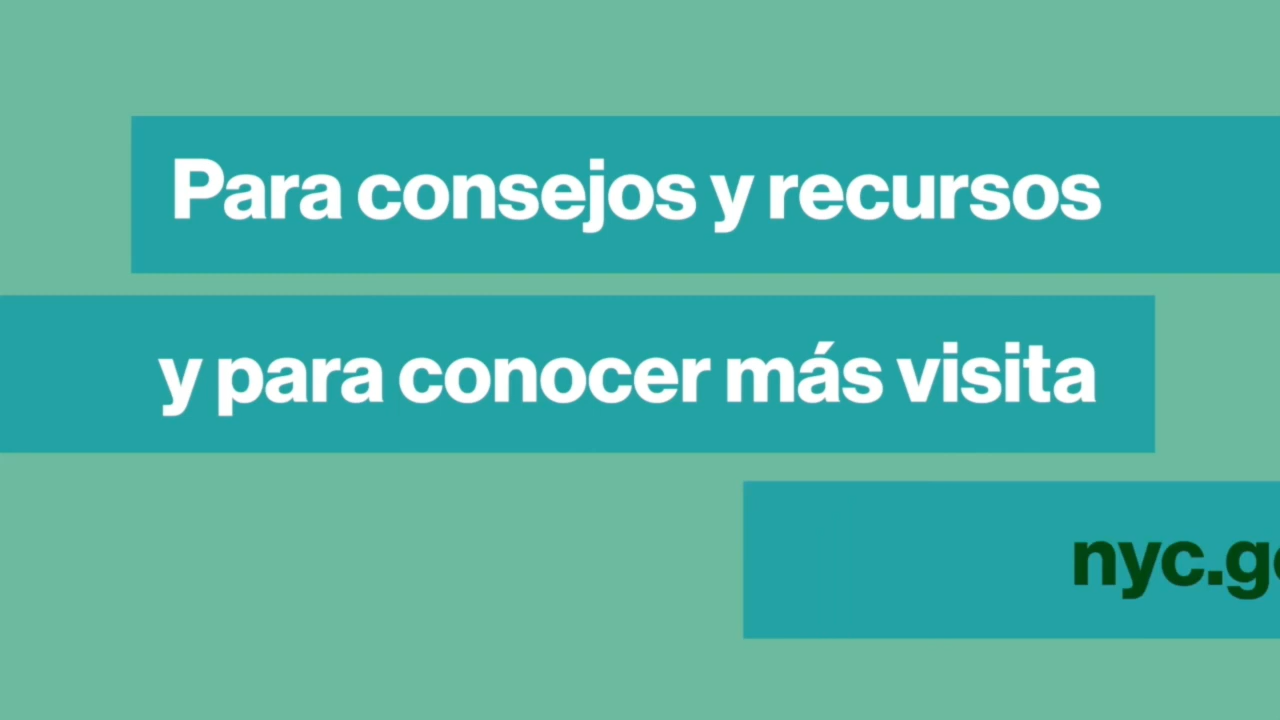 Para consejos y recursos
y para conocer más visita
nyc.g